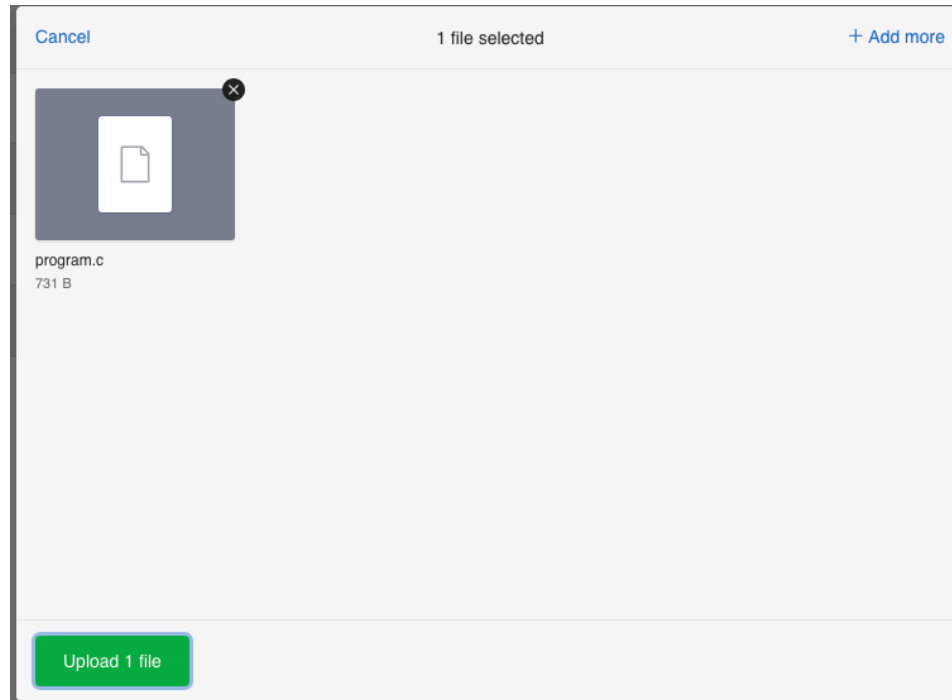 Cancel
1 file selected
+ Add more
program.c
731 B
Upload 1 file